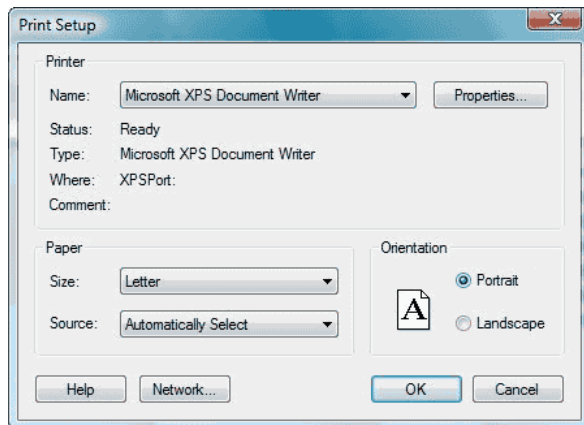 Print Setup
Printer
Name: Microsoft XPS Document Writer Properties...
Status: Ready
Type: Microsoft XPS Document Writer
Where: XPSPort:
Comment:
Paper Orientation
Size: Letter Portrait
A
Source: Automatically Select Landscape
Help Network... OK Cancel